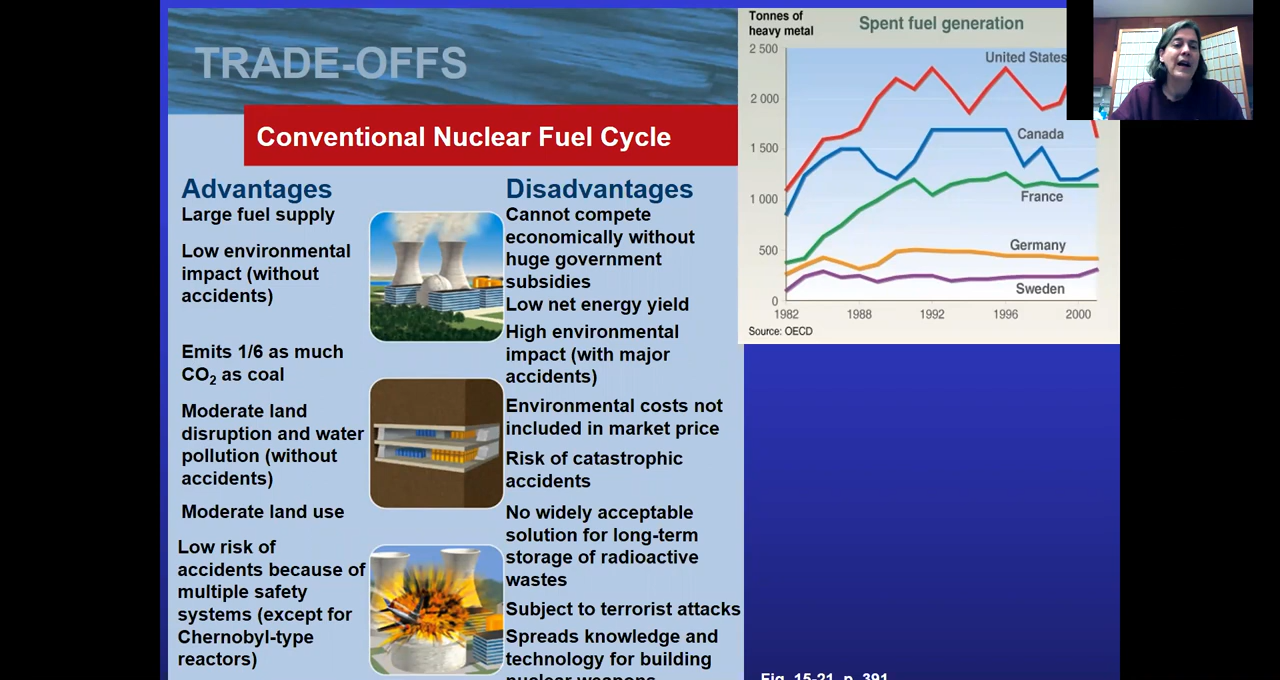 TRADE-OFFS
Conventional Nuclear Fuel Cycle
Advantages
Large fuel supply
Low environmental
impact (without
accidents)
Emits 1/6 as much
CO2 as coal
Moderate land
disruption and water
pollution (without
accidents)
Moderate land use
Low risk of
accidents because of
multiple safety
systems (except for
Chernobyl-type
reactors)
Disadvantages
Cannot compete
economically without
huge government
subsidies
Low net energy yield
High environmental
impact (with major
accidents)
Environmental costs not
included in market price
Risk of catastrophic
accidents
No widely acceptable
solution for long-term
storage of radioactive
wastes
Subject to terrorist attacks
Spreads knowledge and
technology for building
nuclear weapons
Tonnes of
heavy metal
Spent fuel generation
2 500
2 000
1 500
1 000
500
0
United States
Canada
France
Germany
Sweden
1982
1988
1992
1996
2000
Source: OECD
Fig. 15-21, p. 391